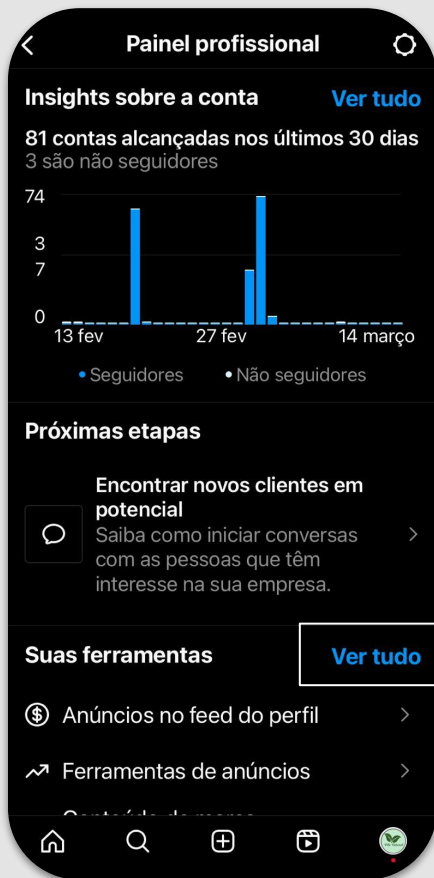 Painel profissional
Insights sobre a conta Ver tudo
81 contas alcançadas nos últimos 30 dias
3 são não seguidores
74
3
7
0
13 fev 27 fev 14 março
• Seguidores • Não seguidores
Próximas etapas
Encontrar novos clientes em
potencial
Saiba como iniciar conversas
com as pessoas que têm
interesse na sua empresa.
Suas ferramentas Ver tudo
Anúncios no feed do perfil
Ferramentas de anúncios